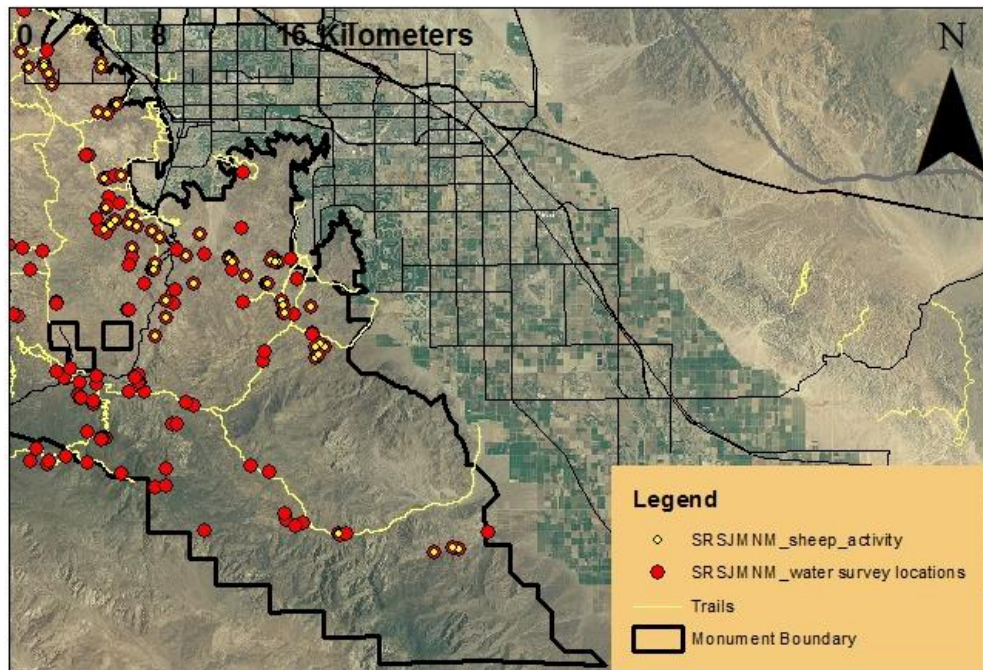 0 4 8 16 Kilometers
N
Legend
SRSJMNM_sheep_activity
SRSJMNM_water survey locations
Trails
Monument Boundary